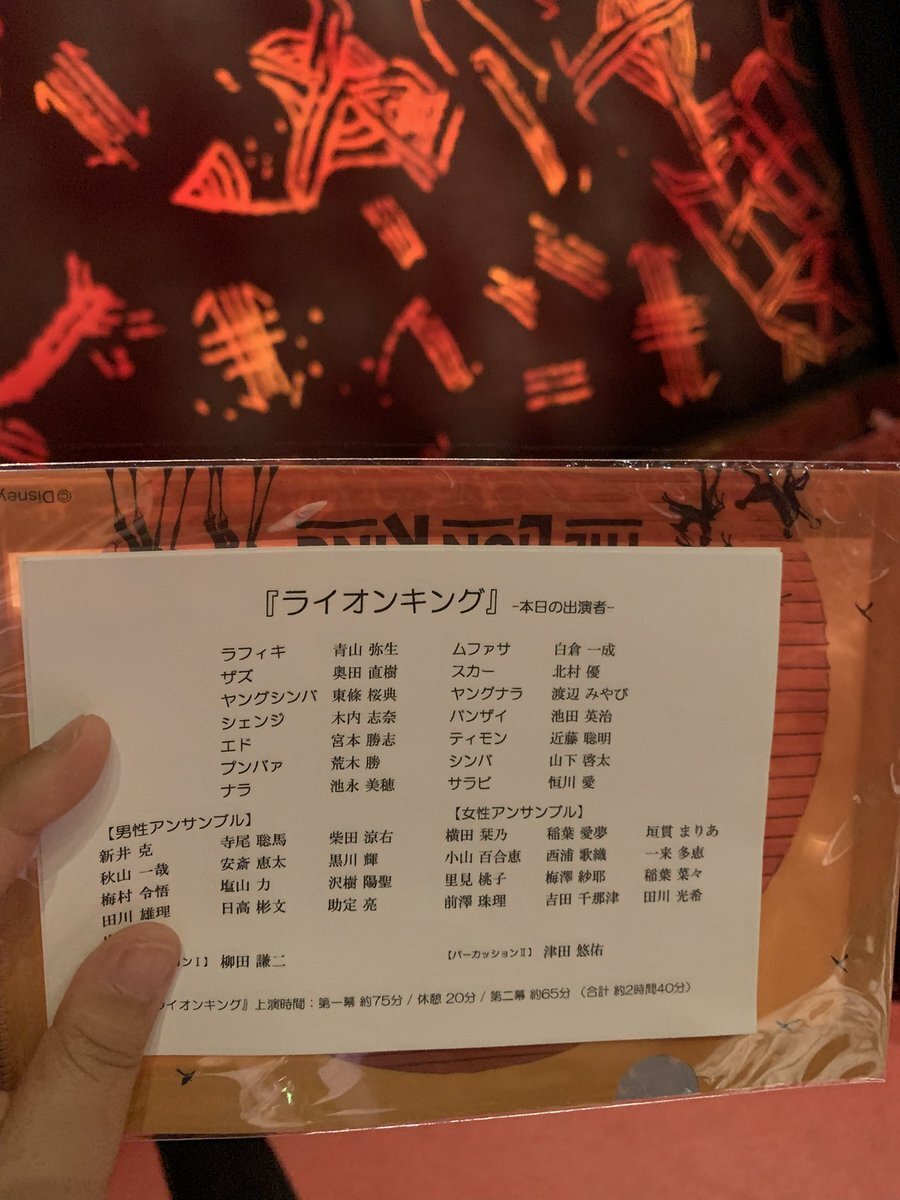 ©Disney
THE LION KING
『ライオンキング』 -本日の出演者-
ラフィキ 青山 弥生 ムファサ 白倉 一成
ザズ 奥田 直樹 スカー 北村 優
ヤングシンバ 東條 桜典 ヤングナラ 渡辺 みやび
シェンジ 木内 志奈 バンザイ 池田 英治
エド 宮本 勝志 ティモン 近藤 聡明
プンバァ 荒木 勝 シンバ 山下 啓太
ナラ 池永 美穂 サラビ 恒川 愛
【男性アンサンブル】 【女性アンサンブル】
新井 克 寺尾 聡馬 柴田 涼右 横田 栞乃 稲葉 愛夢 垣貫 まりあ
秋山 一哉 安斎 恵太 黒川 輝 小山 百合恵 西浦 歌織 一来 多恵
梅村 令悟 塩山 力 沢樹 陽聖 里見 桃子 梅澤 紗耶 稲葉 菜々
田川 雄理 日高 彬文 助定 亮 前澤 珠理 吉田 千那津 田川 光希
ン1】 柳田 謙二 【パーカッションⅡ】 津田 悠佑
イオンキング』上演時間：第一幕 約75分 / 休憩 20分 / 第二幕 約65分 （合計 約2時間40分）